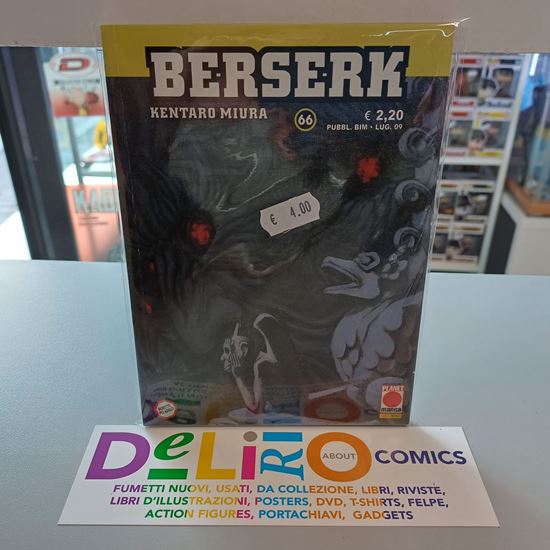 BERSERK
KENTARO MIURA
66
€ 2,20
PUBBL. BIM • LUG. 09
€ 4.00
PLANET
manga
DeLiRiO
ABOUT
COMICS
FUMETTI NUOVI, USATI, DA COLLEZIONE, LIBRI, RIVISTE,
LIBRI D'ILLUSTRAZIONI, POSTERS, DVD, T-SHIRTS, FELPE,
ACTION FIGURES, PORTACHIAVI, GADGETS